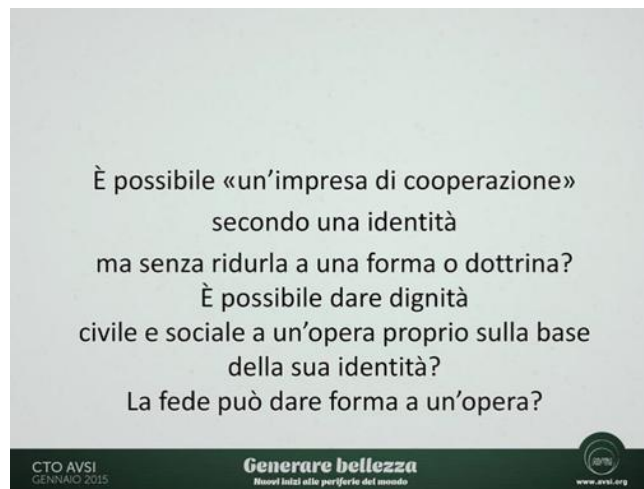 È possibile «un'impresa di cooperazione»
secondo una identità
ma senza ridurla a una forma o dottrina?
È possibile dare dignità
civile e sociale a un'opera proprio sulla base
della sua identità?
La fede può dare forma a un'opera?
CTO AVSI
GENNAIO 2015
Generare bellezza
Nuovi inizi alle periferie del mondo
AVSI
www.avsi.org